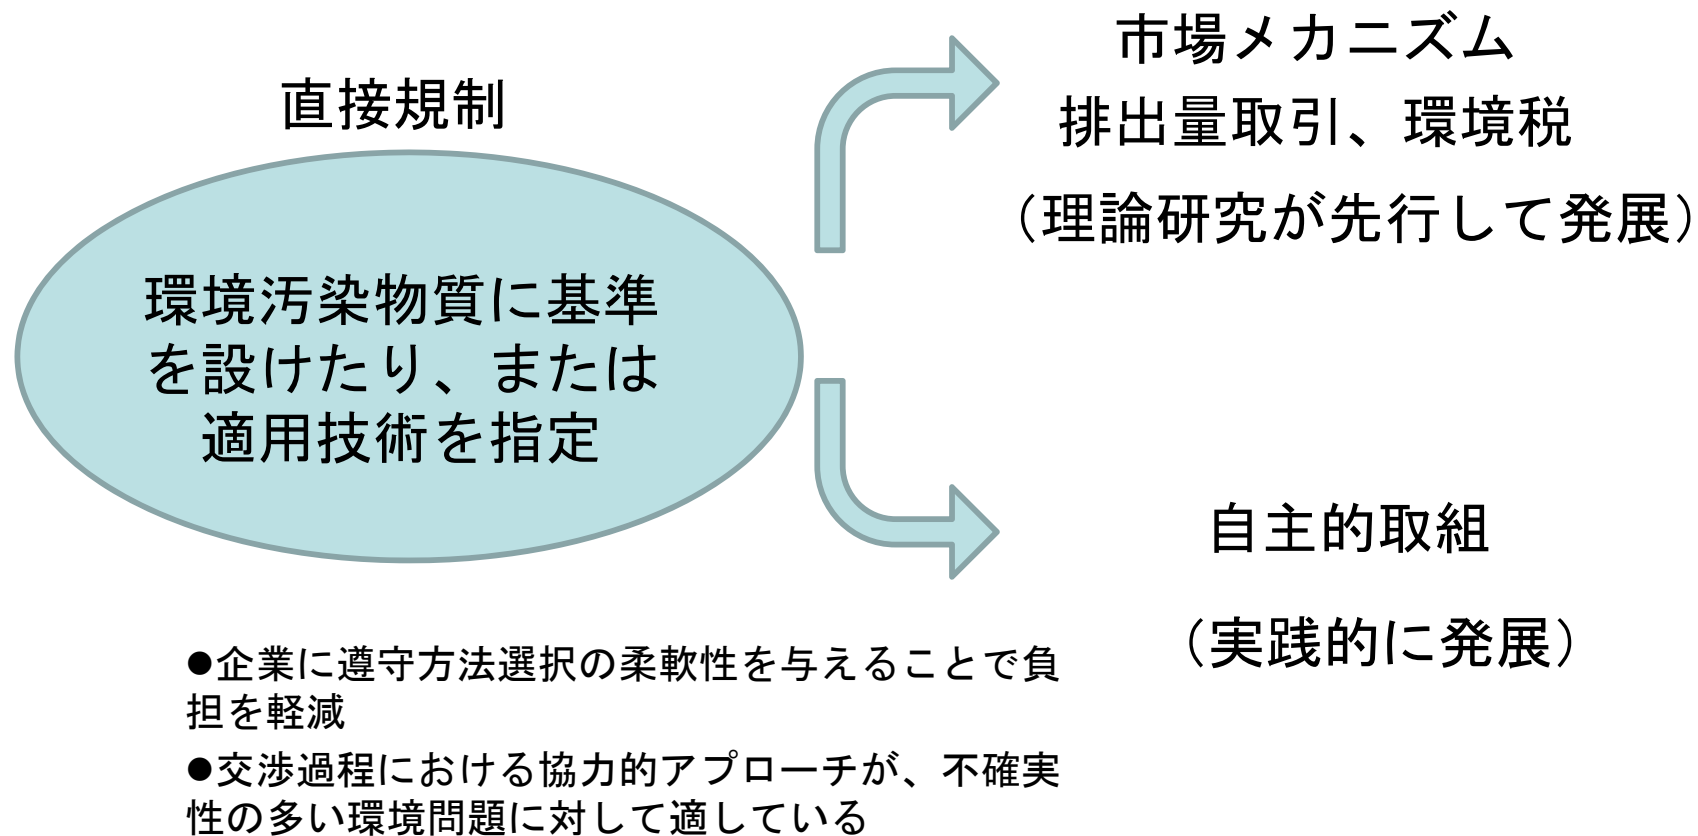 直接規制
環境汚染物質に基準
を設けたり、または
適用技術を指定
市場メカニズム
排出量取引、環境税
（理論研究が先行して発展）
自主的取組
（実践的に発展）
●企業に遵守方法選択の柔軟性を与えることで負
担を軽減
●交渉過程における協力的アプローチが、不確実
性の多い環境問題に対して適している